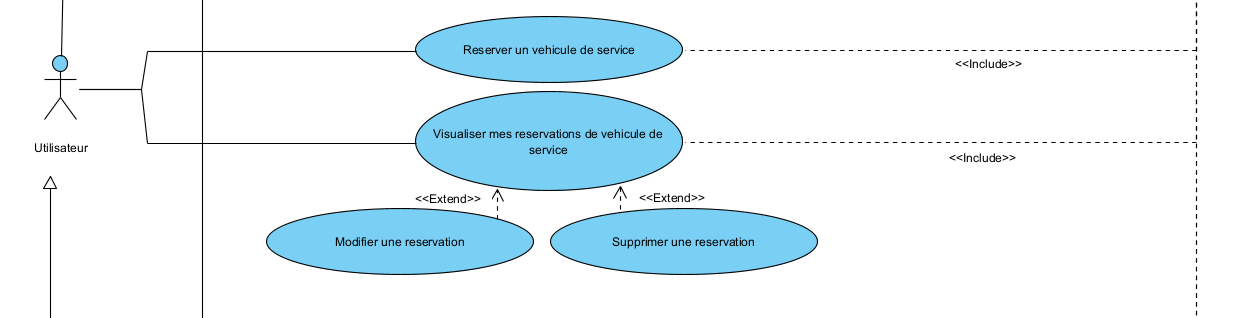 Reserver un vehicule de service
<<Include>>
Utilisateur
Visualiser mes reservations de vehicule de
service
<<Include>>
<<Extend>>
<<Extend>>
Modifier une reservation
Supprimer une reservation